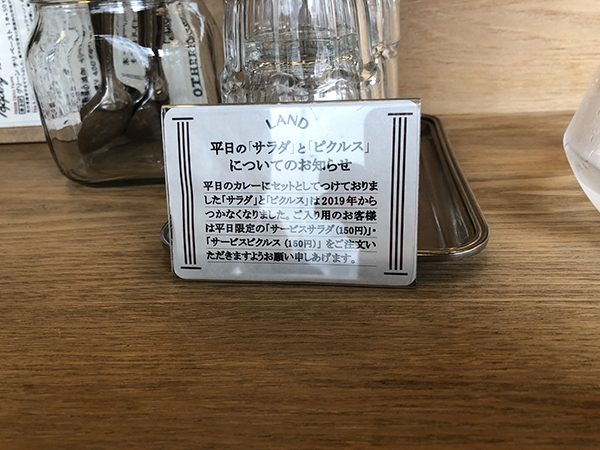 LAND
平日の「サラダ」と「ピクルス」
についてのお知らせ
平日のカレーにセットとしてつけておりま
した「サラダ」と「ピクルス」は2019年から
つかなくなりました。ご入り用のお客様
は平日限定の「サービスサラダ(150円)」・
「サービスピクルス(150円)」をご注文い
ただきますようお願い申しあげます。
OTHERS